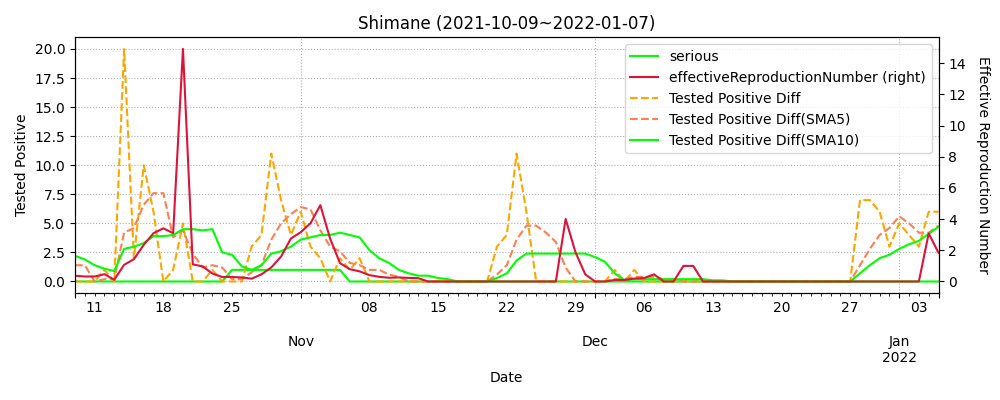 Shimane (2021-10-09~2022-01-07)
serious
effectiveReproductionNumber (right)
Tested Positive Diff
Tested Positive Diff(SMA5)
Tested Positive Diff(SMA10)
Tested Positive
20.0
17.5
15.0
12.5
10.0
7.5
5.0
2.5
0.0
14
12
10
8
6
4
2
0
Effective Reproduction Number
11 18 25 08 15 22 29 06 13 20 27 03
Nov Dec Jan
2022
Date